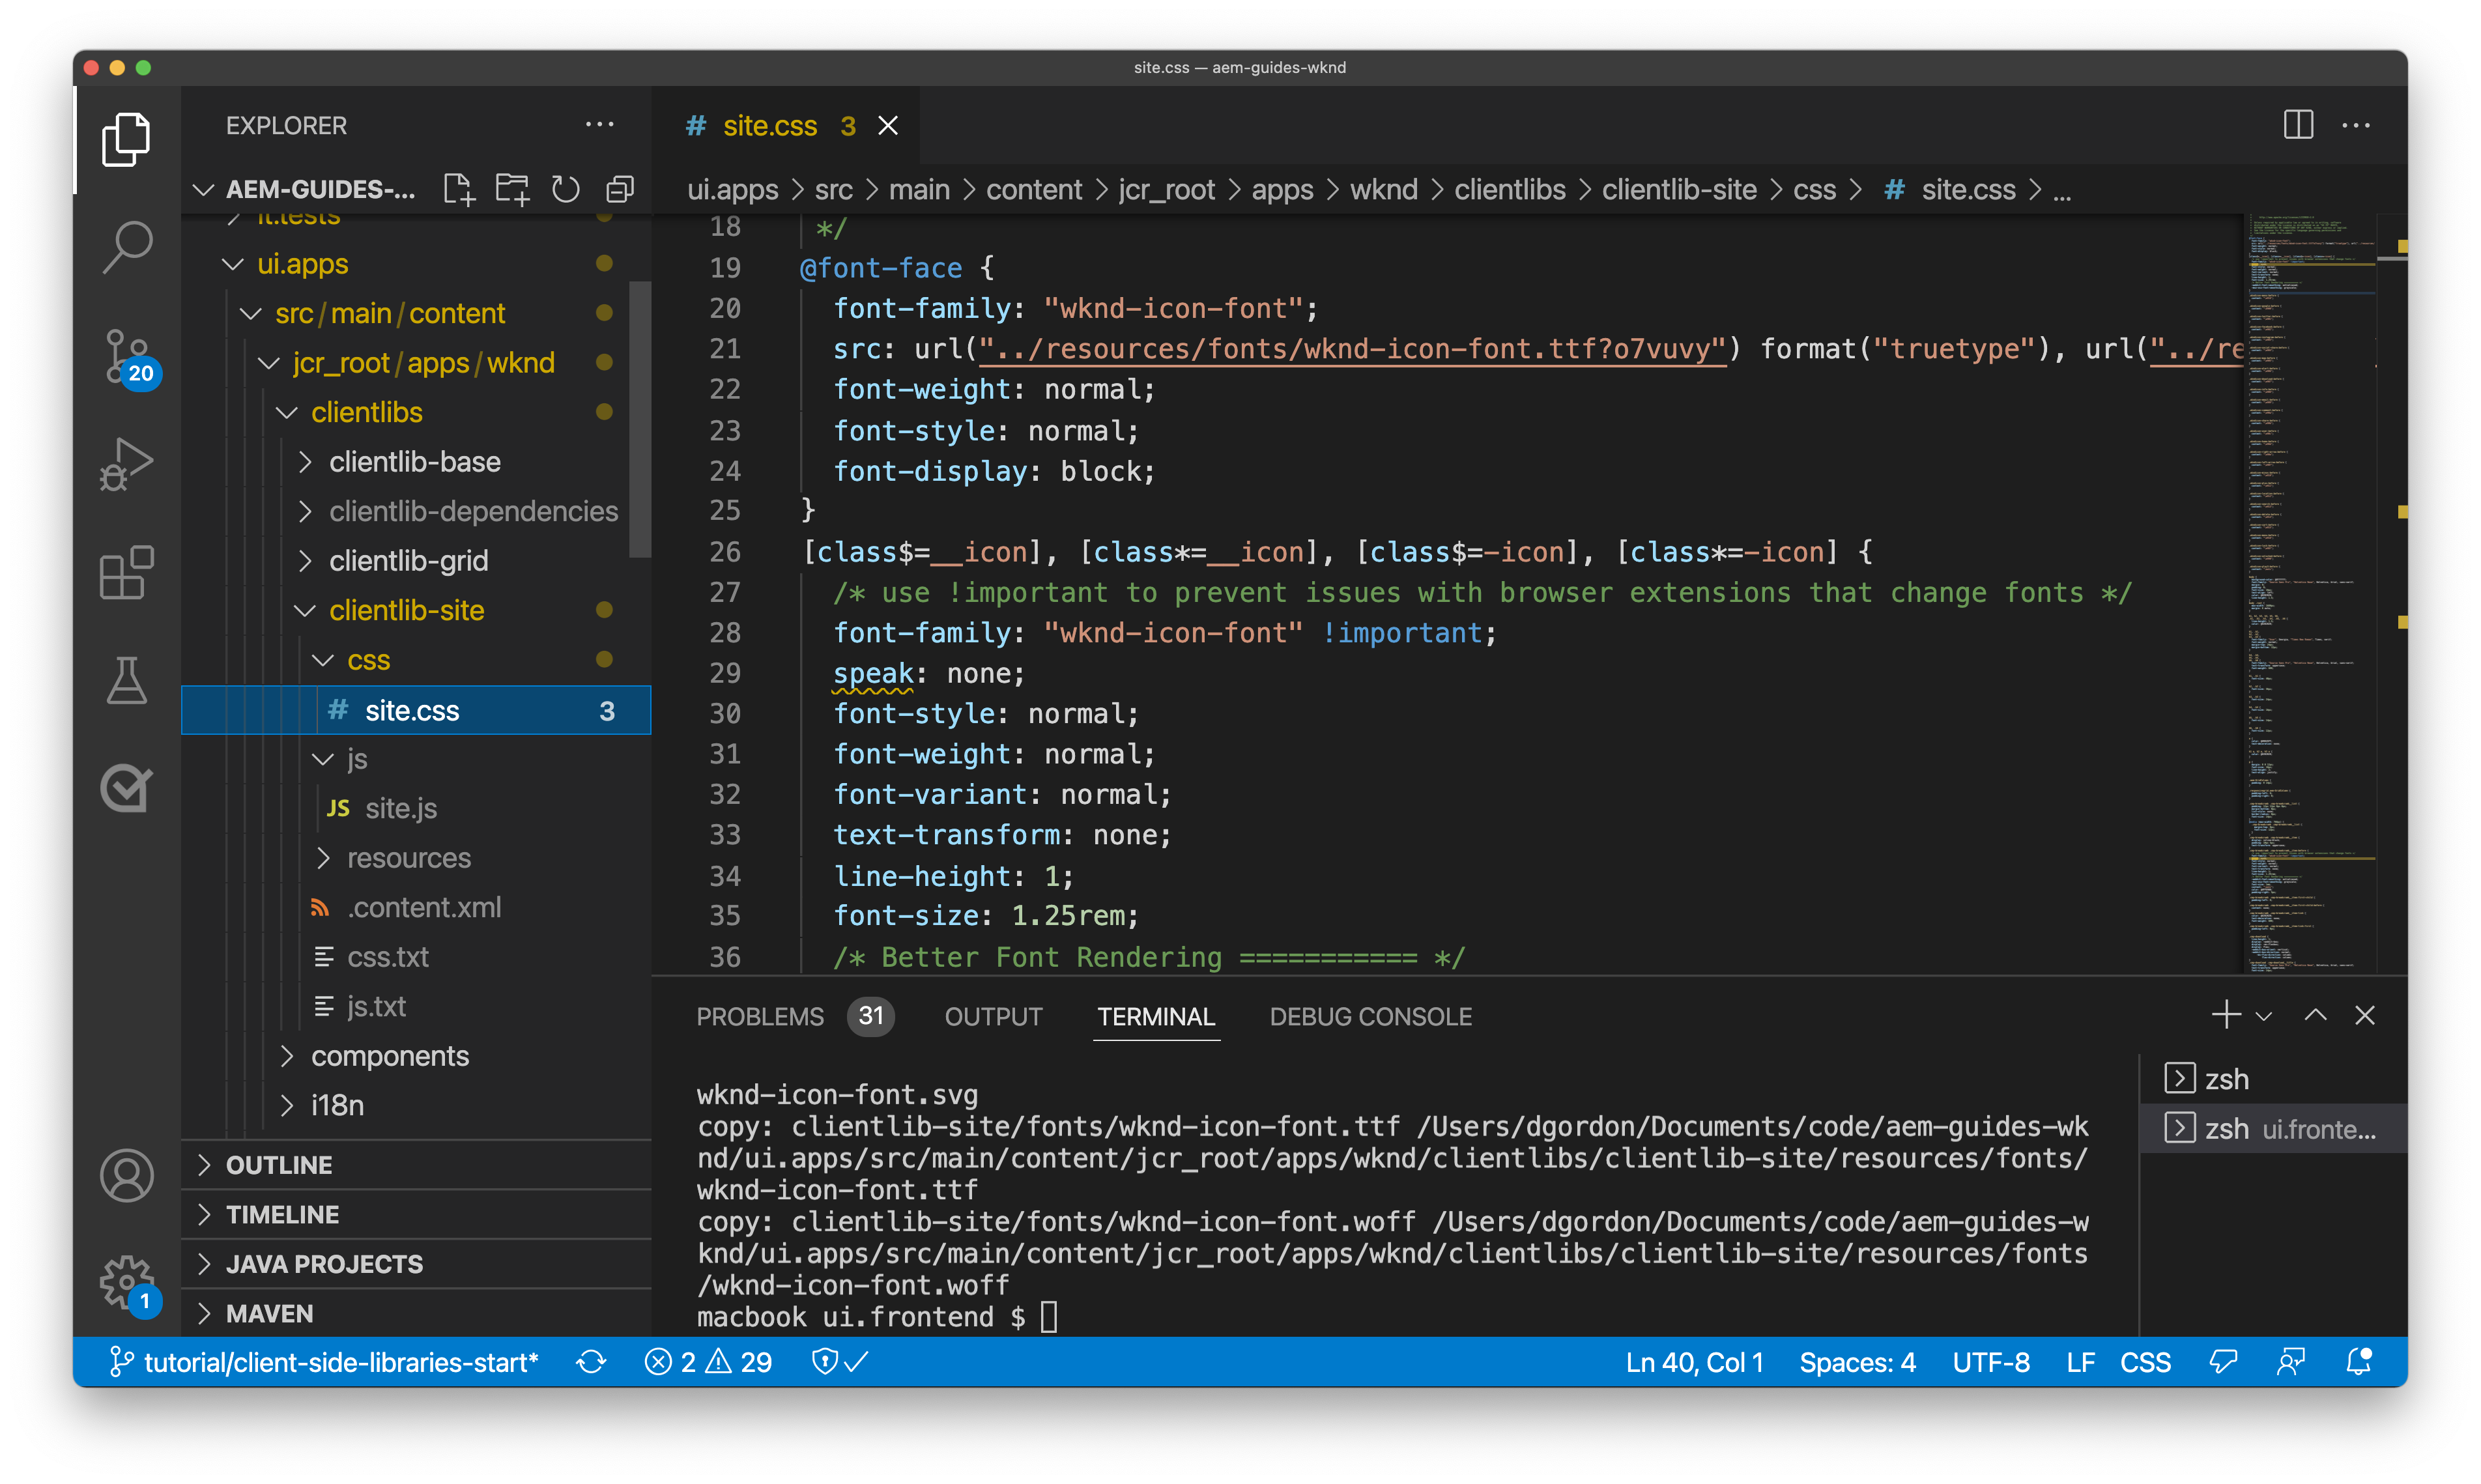 site.css — aem-guides-wknd
EXPLORER
AEM-GUIDES-...
it.tests
ui.apps
src/main/content
jcr_root/apps/wknd
clientlibs
clientlib-base
clientlib-dependencies
clientlib-grid
clientlib-site
css
# site.css 3
js
JS site.js
resources
.content.xml
css.txt
js.txt
components
i18n
OUTLINE
TIMELINE
JAVA PROJECTS
MAVEN
20
1
# site.css 3
ui.apps > src > main > content > jcr_root > apps > wknd > clientlibs > clientlib-site > css > # site.css > ...
18 */
19 @font-face {
20 font-family: "wknd-icon-font";
21 src: url("../resources/fonts/wknd-icon-font.ttf?o7vuvy") format("truetype"), url("../re
22 font-weight: normal;
23 font-style: normal;
24 font-display: block;
25 }
26 [class$=__icon], [class*=__icon], [class$=-icon], [class*=-icon] {
27 /* use !important to prevent issues with browser extensions that change fonts */
28 font-family: "wknd-icon-font" !important;
29 speak: none;
30 font-style: normal;
31 font-weight: normal;
32 font-variant: normal;
33 text-transform: none;
34 line-height: 1;
35 font-size: 1.25rem;
36 /* Better Font Rendering =========== */
PROBLEMS 31 OUTPUT TERMINAL DEBUG CONSOLE
wknd-icon-font.svg
copy: clientlib-site/fonts/wknd-icon-font.ttf /Users/dgordon/Documents/code/aem-guides-wk
nd/ui.apps/src/main/content/jcr_root/apps/wknd/clientlibs/clientlib-site/resources/fonts/
wknd-icon-font.ttf
copy: clientlib-site/fonts/wknd-icon-font.woff /Users/dgordon/Documents/code/aem-guides-w
knd/ui.apps/src/main/content/jcr_root/apps/wknd/clientlibs/clientlib-site/resources/fonts
/wknd-icon-font.woff
macbook ui.frontend $
zsh
zsh ui.fronte...
tutorial/client-side-libraries-start* 2 29 Ln 40, Col 1 Spaces: 4 UTF-8 LF CSS